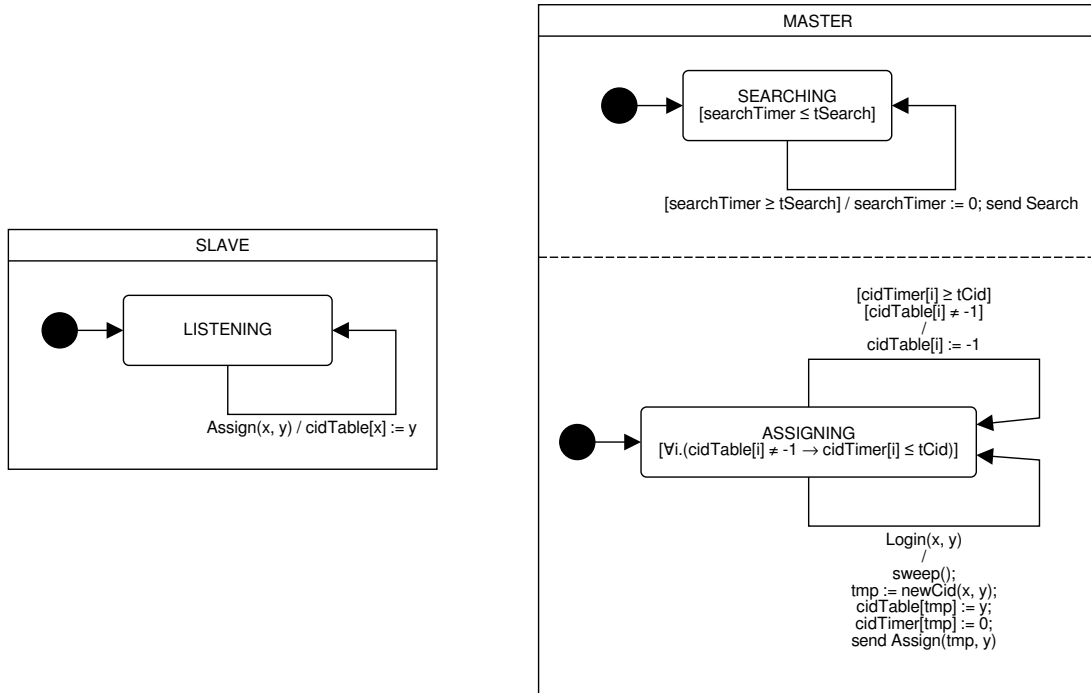 MASTER
SEARCHING
[searchTimer ≤ tSearch]
[searchTimer ≥ tSearch] / searchTimer := 0; send Search
SLAVE
LISTENING
Assign(x, y) / cidTable[x] := y
[cidTimer[i] ≥ tCid]
[cidTable[i] ≠ -1]
/
cidTable[i] := -1
ASSIGNING
[∀i.(cidTable[i] ≠ -1 → cidTimer[i] ≤ tCid)]
Login(x, y)
/
sweep();
tmp := newCid(x, y);
cidTable[tmp] := y;
cidTimer[tmp] := 0;
send Assign(tmp, y)